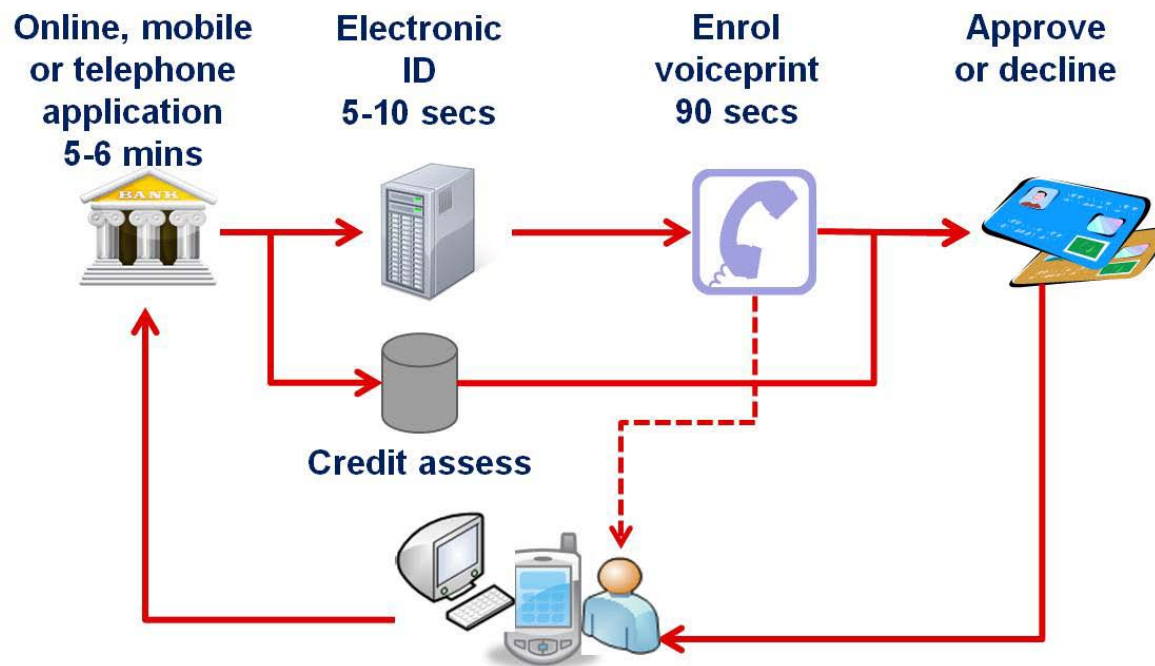 Online, mobile
or telephone
application
5-6 mins
Electronic
ID
5-10 secs
Enrol
voiceprint
90 secs
Approve
or decline
BANK
Credit assess